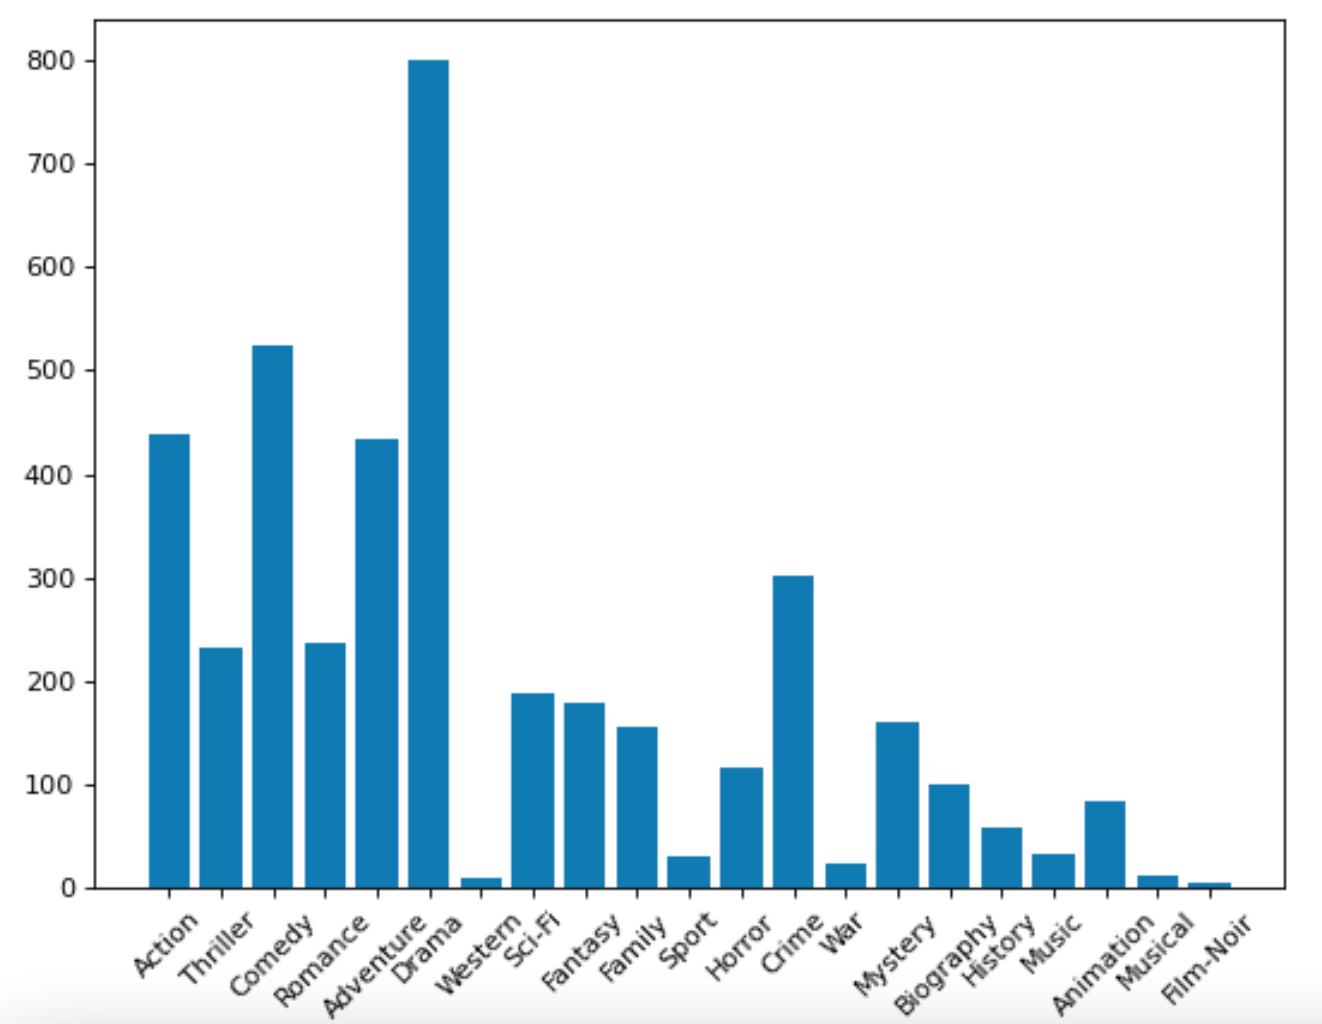 800
700
600
500
400
300
200
100
0
Action
Thriller
Comedy
Romance
Adventure
Drama
Western
Sci-Fi
Fantasy
Family
Sport
Horror
Crime
War
Mystery
Biography
History
Music
Animation
Musical
Film-Noir